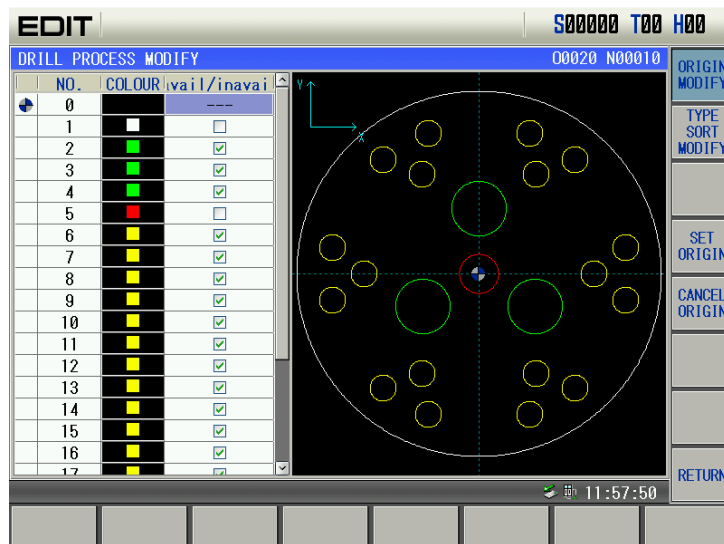 EDIT
S00000 T00 H00
DRILL PROCESS MODIFY
O0020 N00010
NO. COLOUR vail/inavai
0 ---
1
2
3
4
5
6
7
8
9
10
11
12
13
14
15
16
17
Y
X
ORIGIN
MODIFY
TYPE
SORT
MODIFY
SET
ORIGIN
CANCEL
ORIGIN
RETURN
11:57:50